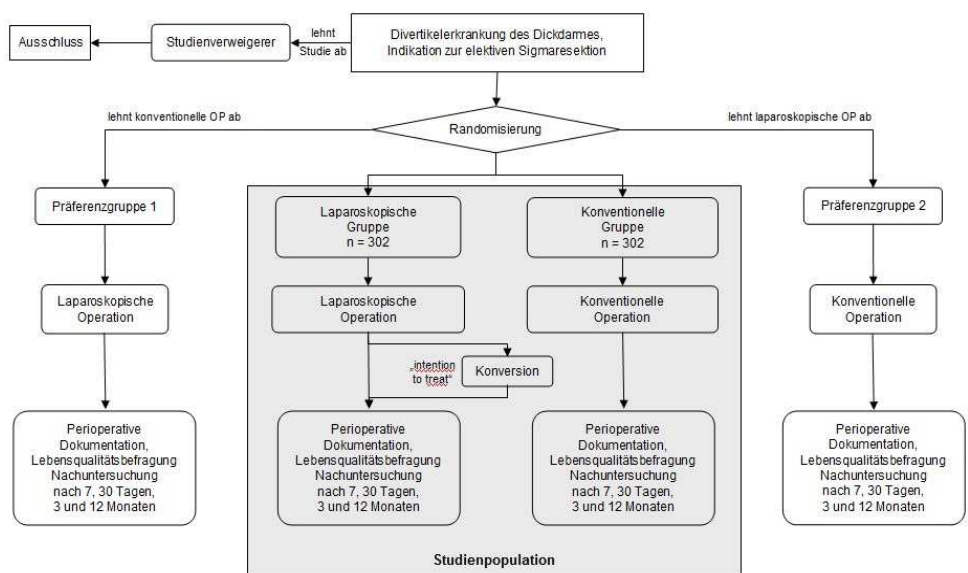 Ausschluss
Studienverweigerer
lehnt
Studie ab
Divertikelerkrankung des Dickdarmes,
Indikation zur elektiven Sigmaresektion
lehnt konventionelle OP ab
Randomisierung
lehnt laparoskopische OP ab
Präferenzgruppe 1
Laparoskopische
Gruppe
n = 302
Konventionelle
Gruppe
n = 302
Präferenzgruppe 2
Laparoskopische
Operation
Laparoskopische
Operation
Konventionelle
Operation
Konventionelle
Operation
„intention
to treat“
Konversion
Perioperative
Dokumentation,
Lebensqualitätsbefragung
Nachuntersuchung
nach 7, 30 Tagen,
3 und 12 Monaten
Perioperative
Dokumentation,
Lebensqualitätsbefragung
Nachuntersuchung
nach 7, 30 Tagen,
3 und 12 Monaten
Perioperative
Dokumentation,
Lebensqualitätsbefragung
Nachuntersuchung
nach 7, 30 Tagen,
3 und 12 Monaten
Perioperative
Dokumentation,
Lebensqualitätsbefragung
Nachuntersuchung
nach 7, 30 Tagen,
3 und 12 Monaten
Studienpopulation